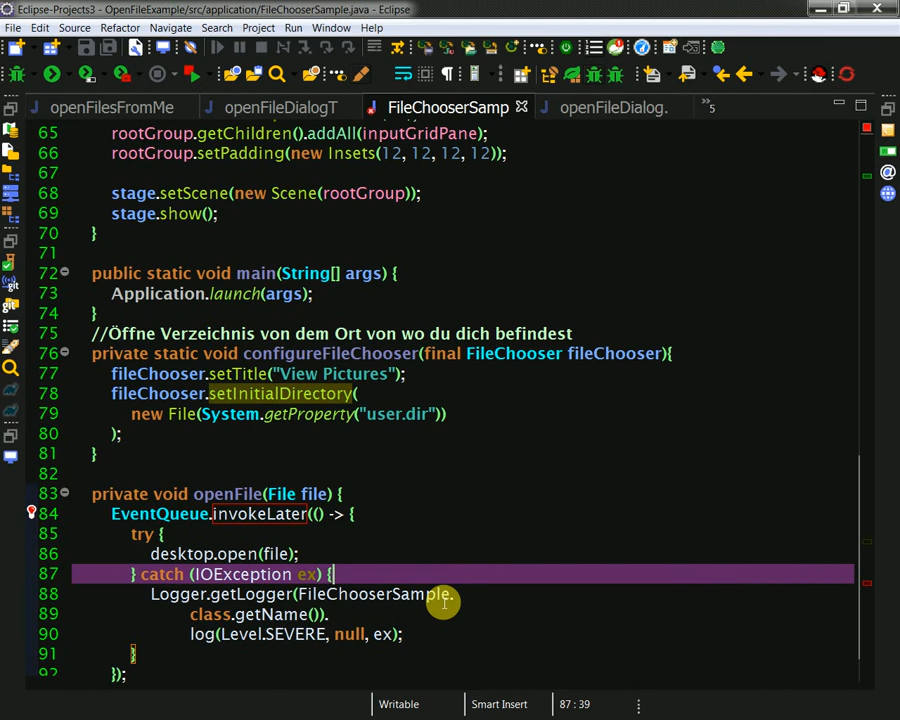 Eclipse-Projects3 - OpenFileExample/src/application/FileChooserSample.java - Eclipse
File Edit Source Refactor Navigate Search Project Run Window Help
openFilesFromMe openFileDialogT FileChooserSamp openFileDialog. »5
65 rootGroup.getChildren().addAll(inputGridPane);
66 rootGroup.setPadding(new Insets(12, 12, 12, 12));
67
68 stage.setScene(new Scene(rootGroup));
69 stage.show();
70 }
71
72 public static void main(String[] args) {
73 Application.launch(args);
74 }
75 //Öffne Verzeichnis von dem Ort von wo du dich befindest
76 private static void configureFileChooser(final FileChooser fileChooser){
77 fileChooser.setTitle("View Pictures");
78 fileChooser.setInitialDirectory(
79 new File(System.getProperty("user.dir"))
80 );
81 }
82
83 private void openFile(File file) {
84 EventQueue.invokeLater(() -> {
85 try {
86 desktop.open(file);
87 } catch (IOException ex) {
88 Logger.getLogger(FileChooserSample.
89 class.getName()).
90 log(Level.SEVERE, null, ex);
91 }
92 });
Writable Smart Insert 87 : 39